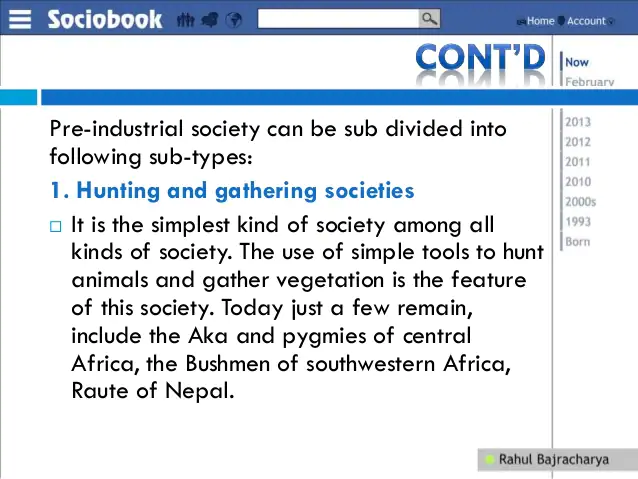 Sociobook
Home Account
CONT'D
Now
February
2013
2012
2011
2010
2000s
1993
Born
Pre-industrial society can be sub divided into
following sub-types:
1. Hunting and gathering societies
It is the simplest kind of society among all
kinds of society. The use of simple tools to hunt
animals and gather vegetation is the feature
of this society. Today just a few remain,
include the Aka and pygmies of central
Africa, the Bushmen of southwestern Africa,
Raute of Nepal.
Rahul Bajracharya